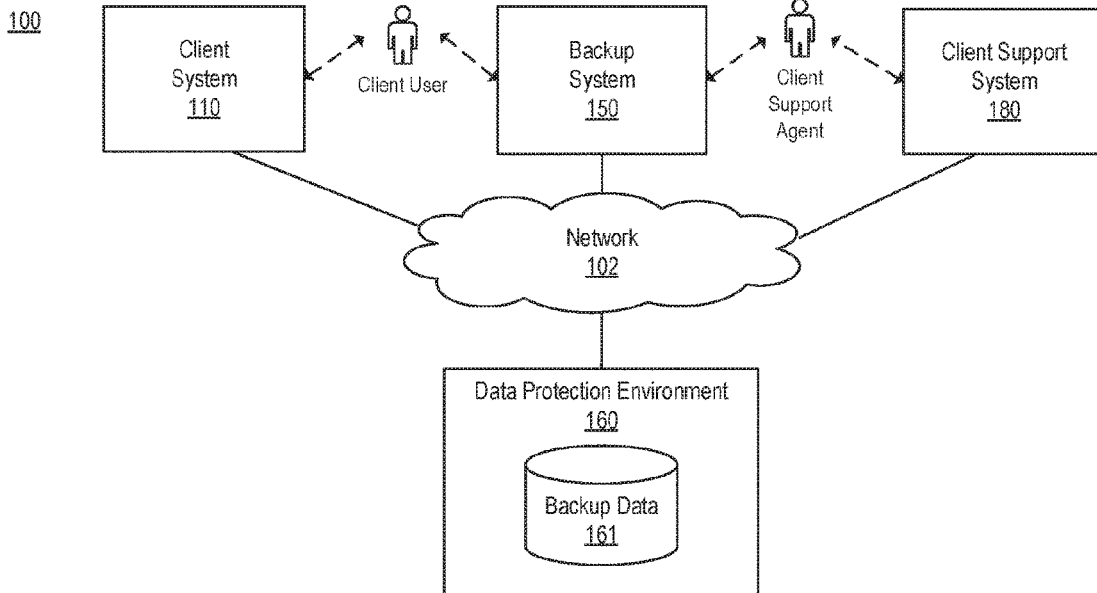 100
Client
System
110
Client User
Backup
System
150
Client
Support
Agent
Client Support
System
180
Network
102
Data Protection Environment
160
Backup Data
161